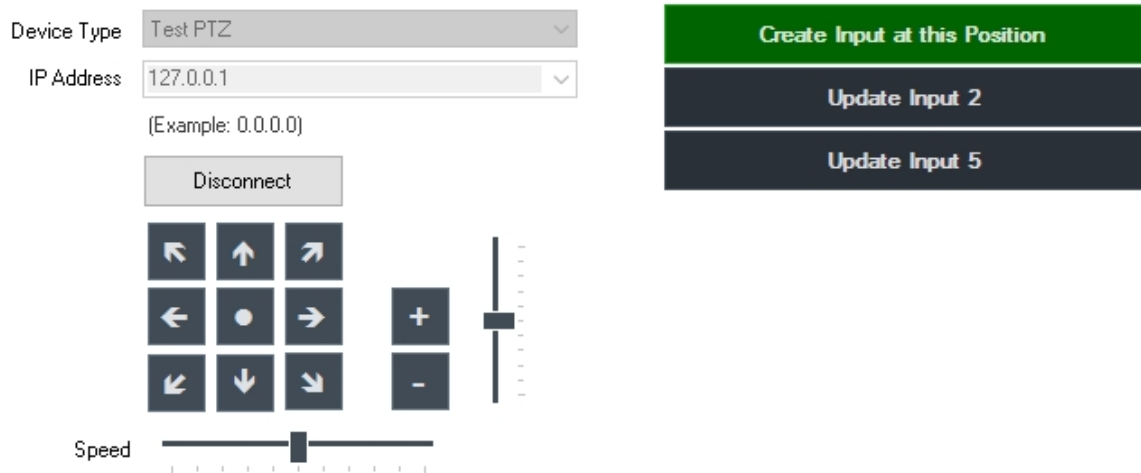 Device Type
Test PTZ
IP Address
127.0.0.1
(Example: 0.0.0.0)
Disconnect
+
-
Speed
Create Input at this Position
Update Input 2
Update Input 5